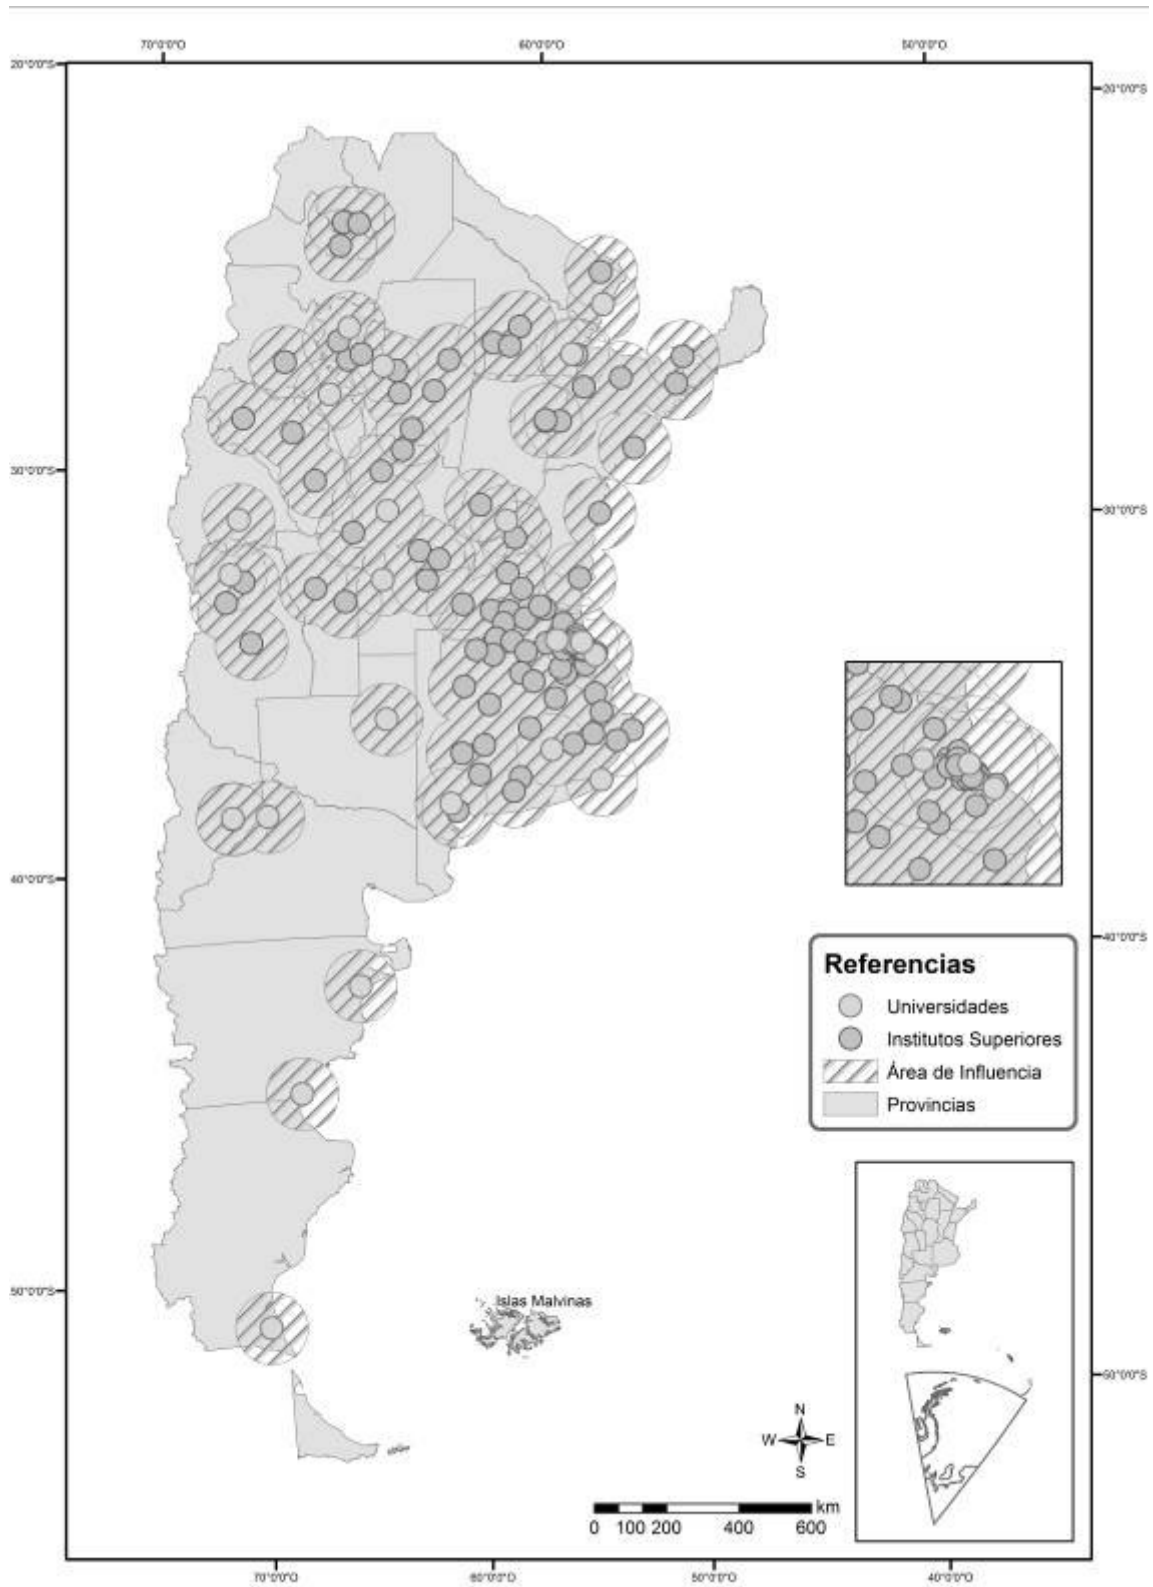 70°0'0"O 60°0'0"O 50°0'0"O
20°0'0"S
20°0'0"S
30°0'0"S
30°0'0"S
40°0'0"S
40°0'0"S
Referencias
Universidades
Institutos Superiores
Área de Influencia
Provincias
50°0'0"S
Islas Malvinas
50°0'0"S
N
W E
S
km
0 100 200 400 600
70°0'0"O 60°0'0"O 50°0'0"O 40°0'0"O